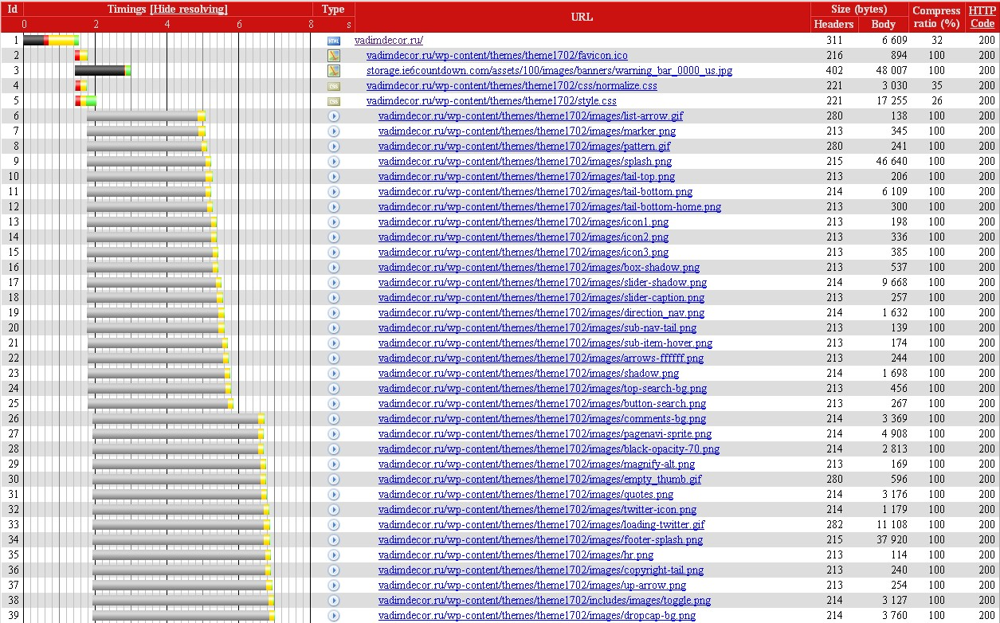 Id Timings [Hide resolving] Type URL Size (bytes) Compress ratio (%) HTTP Code
0 2 4 6 8 s Headers Body
1 HTML vadimdecor.ru/ 311 6 609 32 200
2 vadimdecor.ru/wp-content/themes/theme1702/favicon.ico 216 894 100 200
3 storage.ie6countdown.com/assets/100/images/banners/warning_bar_0000_us.jpg 402 43 007 100 200
4 css vadimdecor.ru/wp-content/themes/theme1702/css/normalize.css 221 3 030 35 200
5 css vadimdecor.ru/wp-content/themes/theme1702/style.css 221 17 255 26 200
6 vadimdecor.ru/wp-content/themes/theme1702/images/list-arrow.gif 280 138 100 200
7 vadimdecor.ru/wp-content/themes/theme1702/images/marker.png 213 545 100 200
8 vadimdecor.ru/wp-content/themes/theme1702/images/pattern.gif 280 241 100 200
9 vadimdecor.ru/wp-content/themes/theme1702/images/splash.png 215 46 640 100 200
10 vadimdecor.ru/wp-content/themes/theme1702/images/tail-top.png 213 206 100 200
11 vadimdecor.ru/wp-content/themes/theme1702/images/tail-bottom.png 214 6 109 100 200
12 vadimdecor.ru/wp-content/themes/theme1702/images/tail-bottom-home.png 213 300 100 200
13 vadimdecor.ru/wp-content/themes/theme1702/images/icon1.png 213 198 100 200
14 vadimdecor.ru/wp-content/themes/theme1702/images/icon2.png 213 336 100 200
15 vadimdecor.ru/wp-content/themes/theme1702/images/icon3.png 213 385 100 200
16 vadimdecor.ru/wp-content/themes/theme1702/images/box-shadow.png 213 531 100 200
17 vadimdecor.ru/wp-content/themes/theme1702/images/slider-shdow.png 214 9 668 100 200
18 vadimdecor.ru/wp-content/themes/theme1702/images/slider-caption.png 213 257 100 200
19 vadimdecor.ru/wp-content/themes/theme1702/images/direction_nav.png 214 1 632 100 200
20 vadimdecor.ru/wp-content/themes/theme1702/images/sub-nav-tail.png 213 139 100 200
21 vadimdecor.ru/wp-content/themes/theme1702/images/sub-item-hover.png 213 174 100 200
22 vadimdecor.ru/wp-content/themes/theme1702/images/arrows-ffffff.png 213 244 100 200
23 vadimdecor.ru/wp-content/themes/theme1702/images/shadow.png 214 1 698 100 200
24 vadimdecor.ru/wp-content/themes/theme1702/images/top-search-bg.png 213 456 100 200
25 vadimdecor.ru/wp-content/themes/theme1702/images/button-search.png 213 267 100 200
26 vadimdecor.ru/wp-content/themes/theme1702/images/comments-bg.png 214 3 369 100 200
27 vadimdecor.ru/wp-content/themes/theme1702/images/pagenavi-sprite.png 214 4 908 100 200
28 vadimdecor.ru/wp-content/themes/theme1702/images/black-opacity-70.png 214 2 813 100 200
29 vadimdecor.ru/wp-content/themes/theme1702/images/magnify-alt.png 213 169 100 200
30 vadimdecor.ru/wp-content/themes/theme1702/images/empty_thumb.gif 280 596 100 200
31 vadimdecor.ru/wp-content/themes/theme1702/images/quotes.png 214 3 176 100 200
32 vadimdecor.ru/wp-content/themes/theme1702/images/twitter-icon.png 214 1 179 100 200
33 vadimdecor.ru/wp-content/themes/theme1702/images/loading-twitter.gif 282 11 108 100 200
34 vadimdecor.ru/wp-content/themes/theme1702/images/footer-splash.png 215 37 920 100 200
35 vadimdecor.ru/wp-content/themes/theme1702/images/hr.png 213 114 100 200
36 vadimdecor.ru/wp-content/themes/theme1702/images/copyright-tail.png 213 240 100 200
37 vadimdecor.ru/wp-content/themes/theme1702/images/up-arrow.png 213 254 100 200
38 vadimdecor.ru/wp-content/themes/theme1702/includes/images/toggle.png 214 3 127 100 200
39 vadimdecor.ru/wp-content/themes/theme1702/images/dropcap-bg.png 214 3 760 100 200